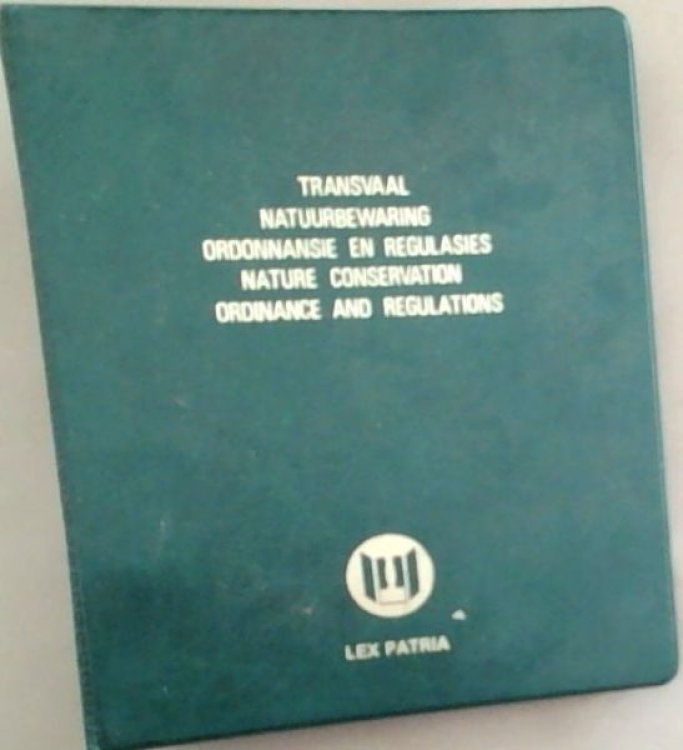 TRANSVAAL
NATUURBEWARING
ORDONNANSIE EN REGULASIES
NATURE CONSERVATION
ORDINANCE AND REGULATIONS
LEX PATRIA